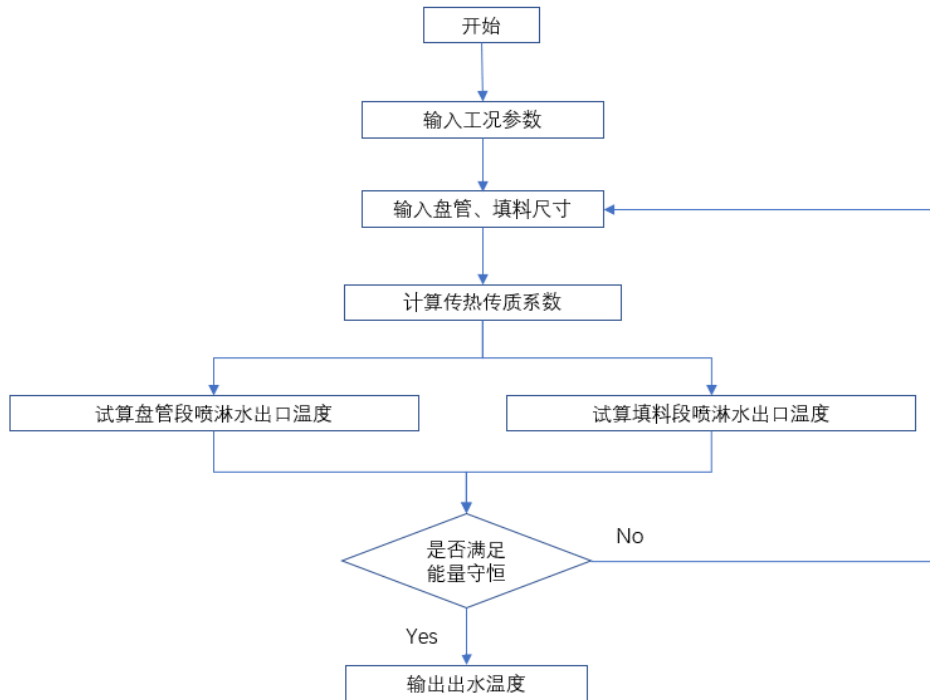 开始
输入工况参数
输入盘管、填料尺寸
计算传热传质系数
试算盘管段喷淋水出口温度
试算填料段喷淋水出口温度
是否满足
能量守恒
No
Yes
输出出水温度